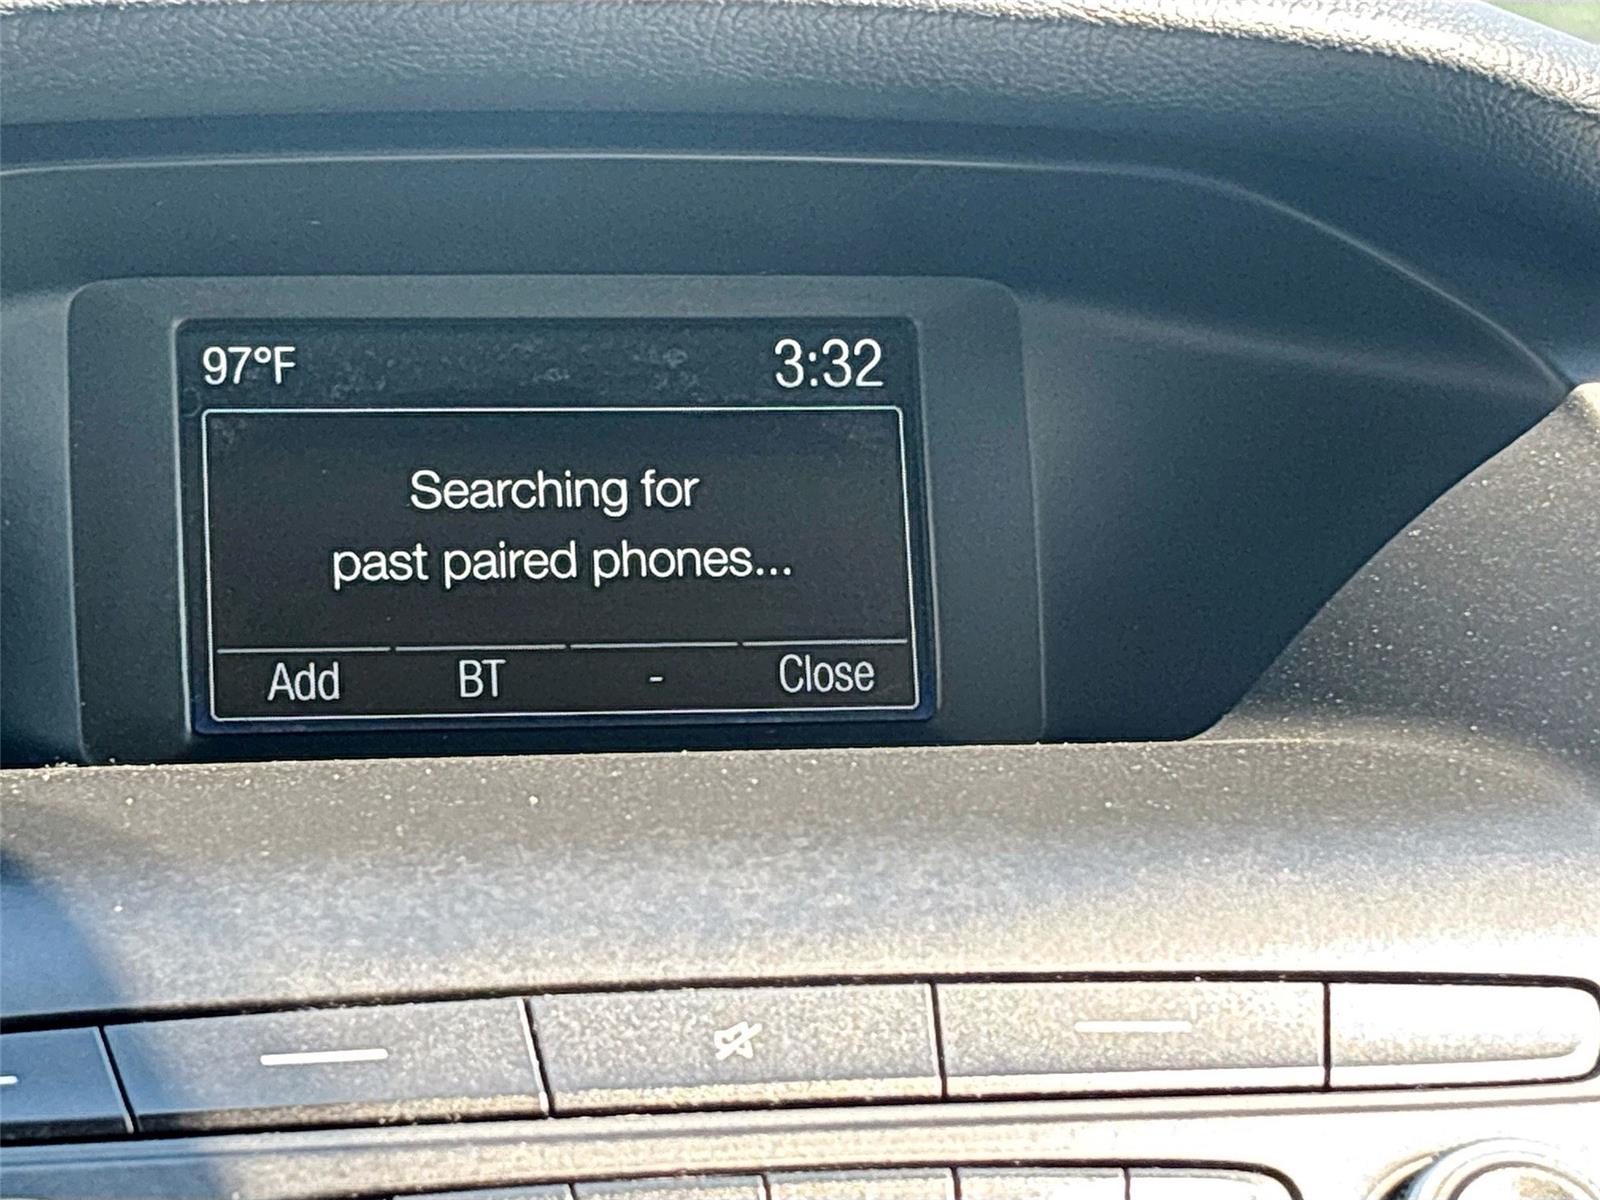 97°F 3:32
Searching for
past paired phones...
Add BT - Close